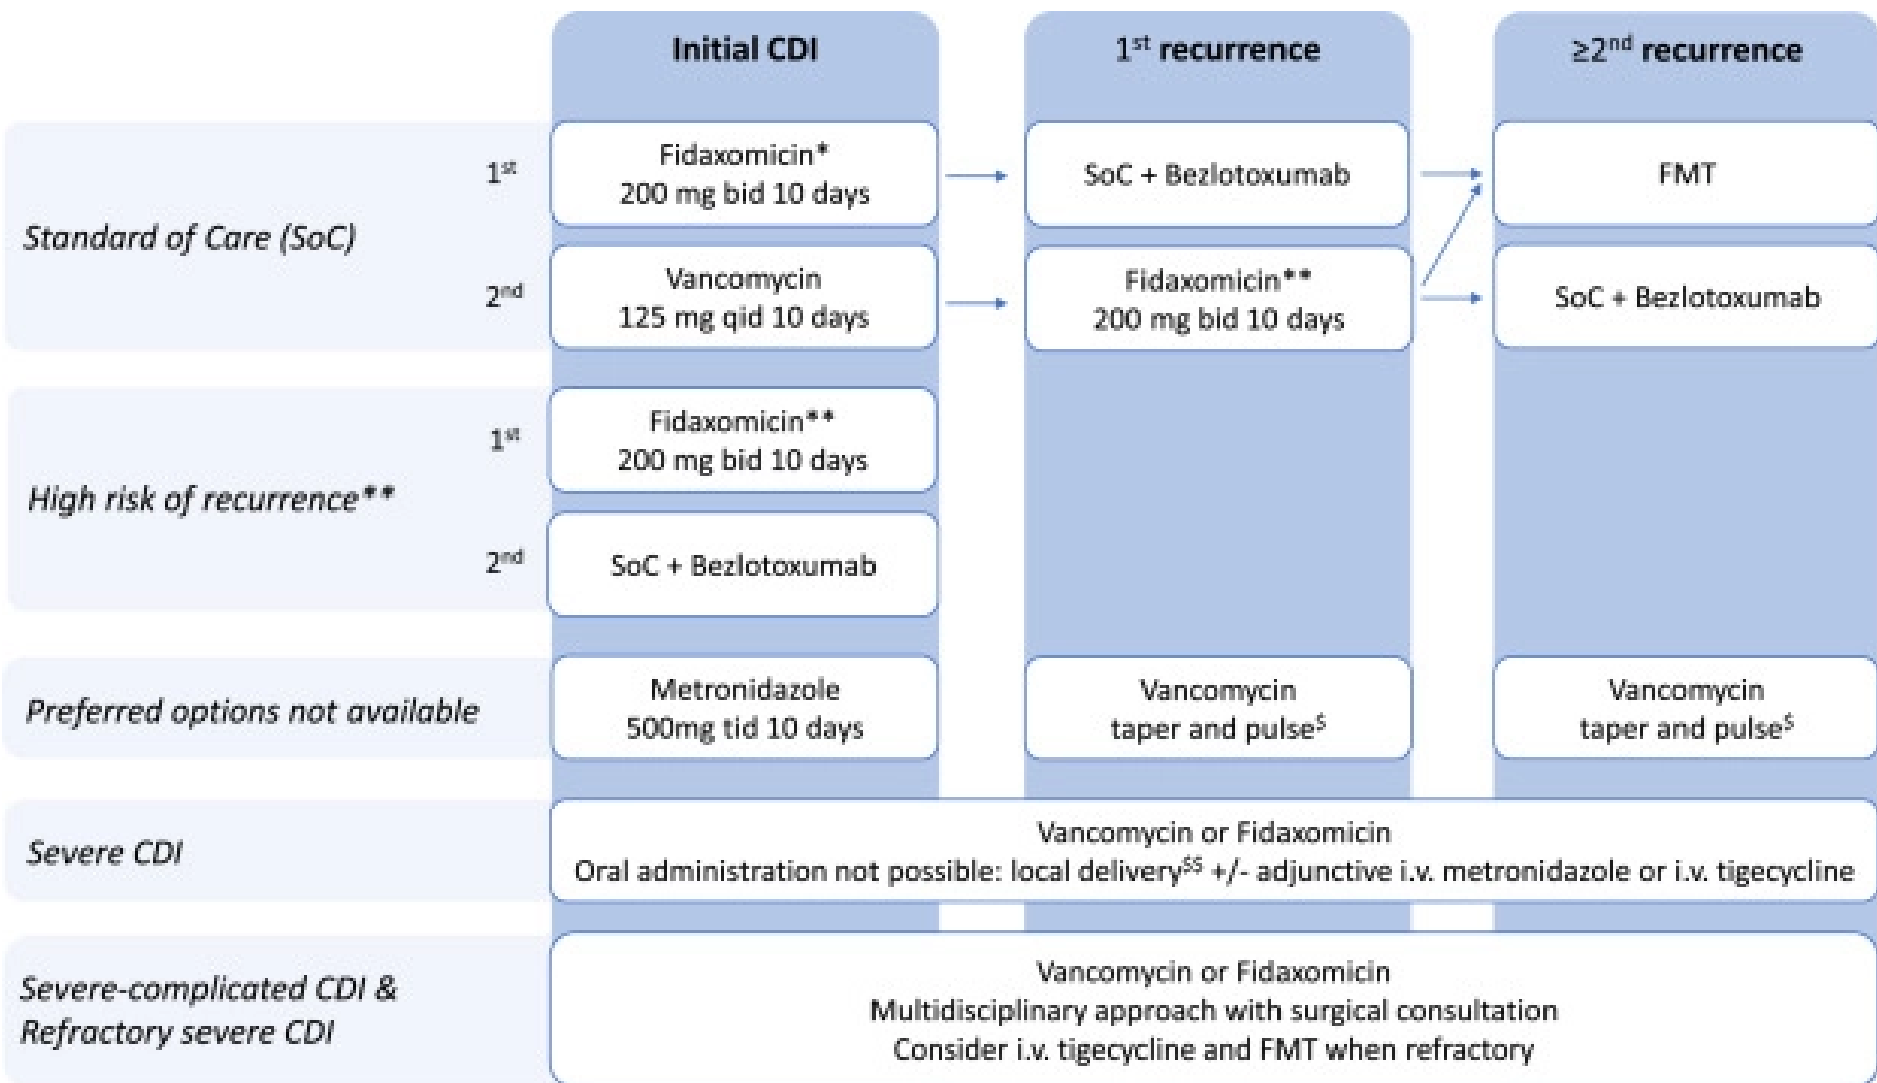 Initial CDI
1st recurrence
≥2nd recurrence
Standard of Care (SoC)
1st
Fidaxomicin*
200 mg bid 10 days
SoC + Bezlotoxumab
FMT
2nd
Vancomycin
125 mg qid 10 days
Fidaxomicin**
200 mg bid 10 days
SoC + Bezlotoxumab
High risk of recurrence**
1st
Fidaxomicin**
200 mg bid 10 days
2nd
SoC + Bezlotoxumab
Preferred options not available
Metronidazole
500mg tid 10 days
Vancomycin
taper and pulse$
Vancomycin
taper and pulse$
Severe CDI
Vancomycin or Fidaxomicin
Oral administration not possible: local delivery$$ +/- adjunctive i.v. metronidazole or i.v. tigecycline
Severe-complicated CDI &
Refractory severe CDI
Vancomycin or Fidaxomicin
Multidisciplinary approach with surgical consultation
Consider i.v. tigecycline and FMT when refractory